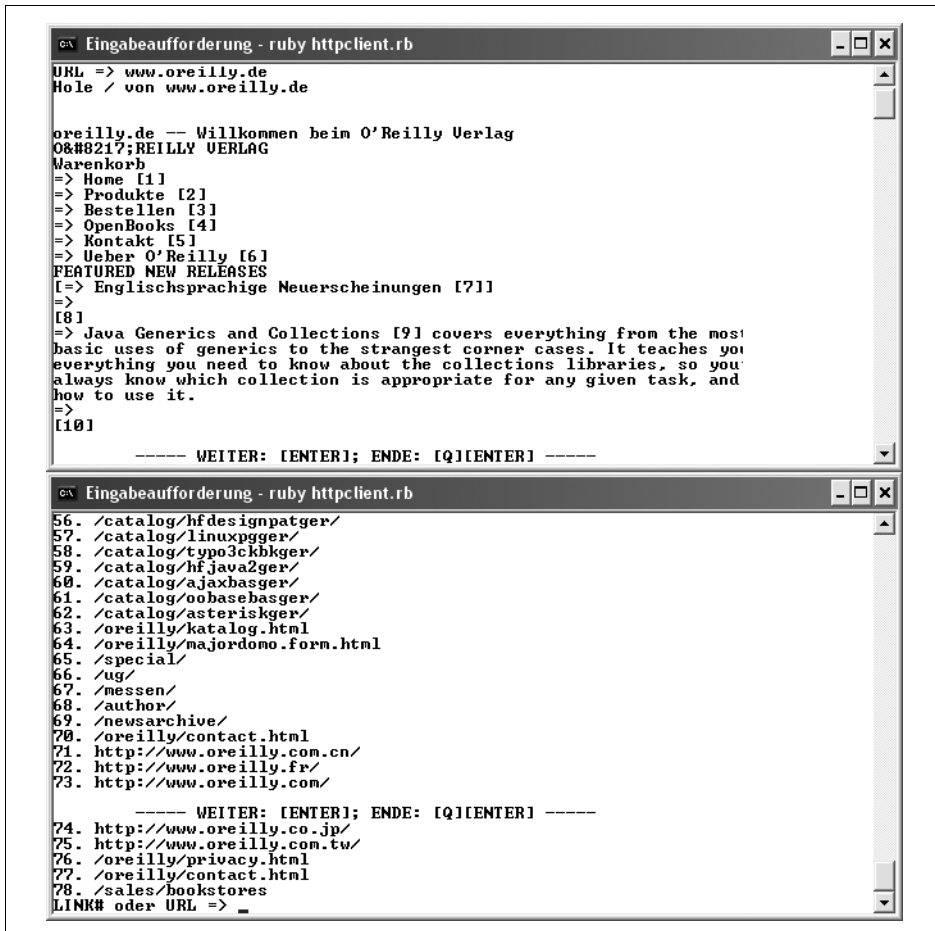 Eingabeaufforderung - ruby httpclient.rb
URL => www.oreilly.de
Hole / von www.oreilly.de
oreilly.de -- Willkommen beim O'Reilly Verlag
O&#8217;REILLY VERLAG
Warenkorb
=> Home [1]
=> Produkte [2]
=> Bestellen [3]
=> OpenBooks [4]
=> Kontakt [5]
=> Ueber O'Reilly [6]
FEATURED NEW RELEASES
[=> Englischsprachige Neuerscheinungen [7]]
=>
[8]
=> Java Generics and Collections [9] covers everything from the most
basic uses of generics to the strangest corner cases. It teaches you
everything you need to know about the collections libraries, so you'
always know which collection is appropriate for any given task, and
how to use it.
=>
[10]
----- WEITER: [ENTER]; ENDE: [Q][ENTER] -----
Eingabeaufforderung - ruby httpclient.rb
56. /catalog/hfdesignpatger/
57. /catalog/linuxpgger/
58. /catalog/typo3ckbkger/
59. /catalog/hfjava2ger/
60. /catalog/ajaxbasger/
61. /catalog/oobasebasger/
62. /catalog/asteriskger/
63. /oreilly/katalog.html
64. /oreilly/majordomo.form.html
65. /special/
66. /ug/
67. /messen/
68. /author/
69. /newsarchive/
70. /oreilly/contact.html
71. http://www.oreilly.com.cn/
72. http://www.oreilly.fr/
73. http://www.oreilly.com/
----- WEITER: [ENTER]; ENDE: [Q][ENTER] -----
74. http://www.oreilly.co.jp/
75. http://www.oreilly.com.tw/
76. /oreilly/privacy.html
77. /oreilly/contact.html
78. /sales/bookstores
LINK# oder URL => _